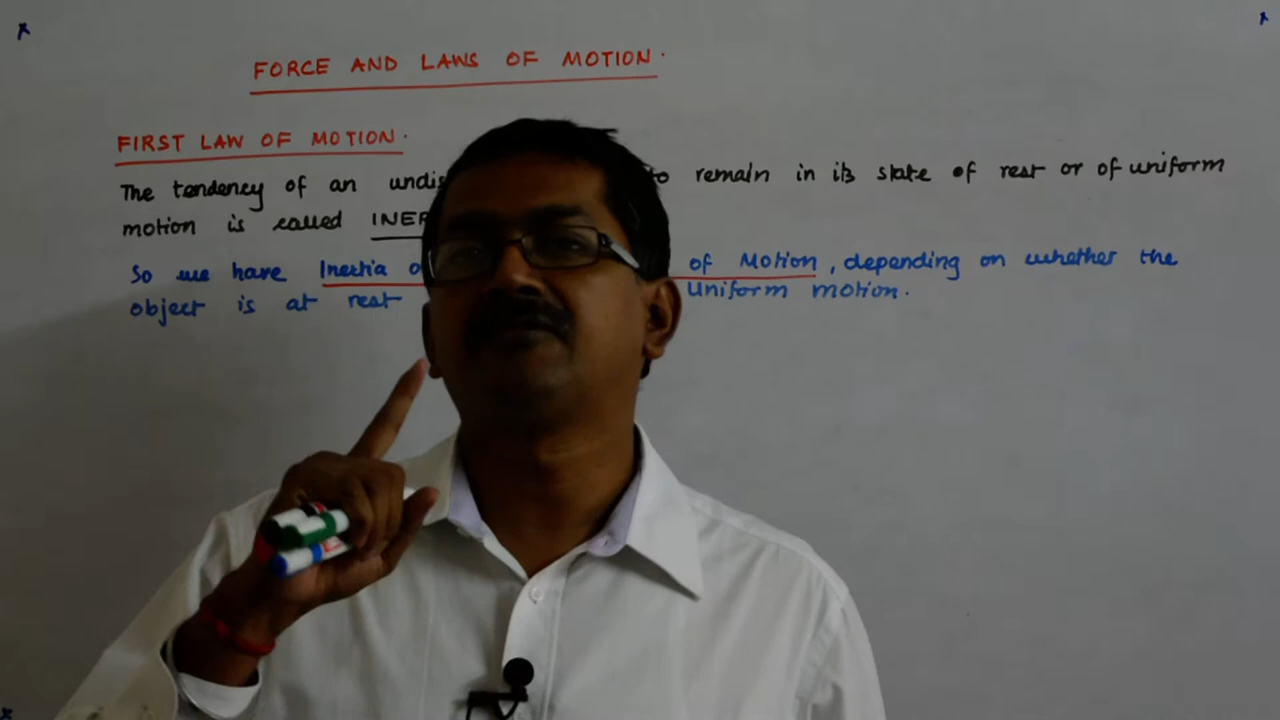 FORCE AND LAWS OF MOTION.
FIRST LAW OF MOTION.
The tendency of an to remain in its state of rest or of uniform
motion is called
So we have Inertia of Motion, depending on whether the
object is at rest uniform motion.